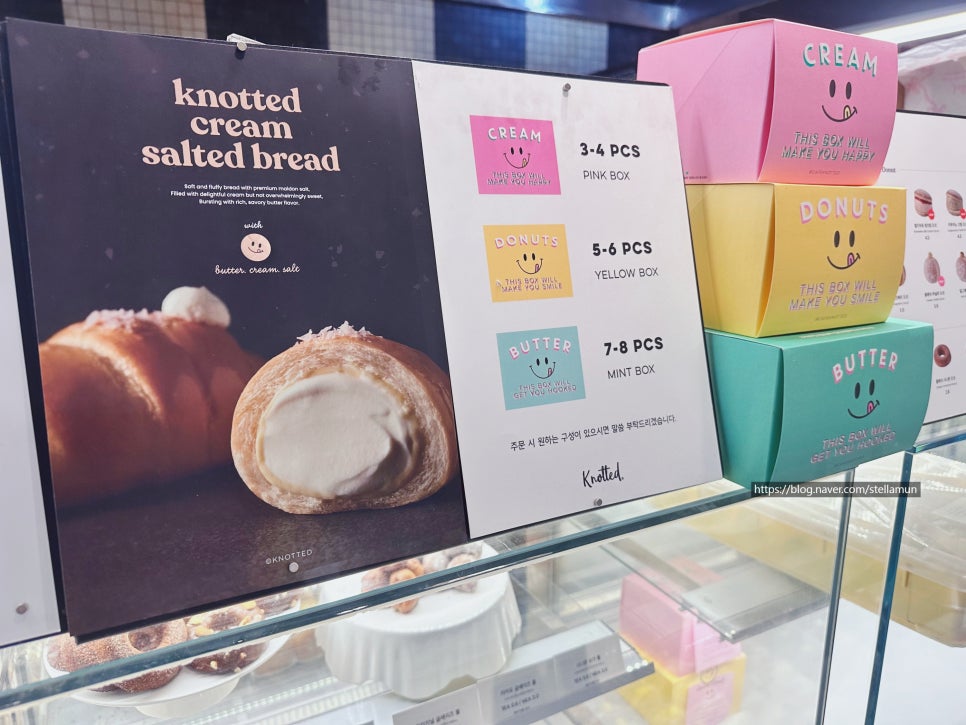 knotted
cream
salted bread
Salt and fluffy bread with premium maldon salt,
Filled with delightful cream but not overwhelmingly sweet,
Bursting with rich, savory butter flavor.
with
butter. cream. salt
@KNOTTED
CREAM
THIS BOX WILL
MAKE YOU HAPPY
3-4 PCS
PINK BOX
DONUTS
THIS BOX WILL
MAKE YOU SMILE
5-6 PCS
YELLOW BOX
BUTTER
THIS BOX WILL
GET YOU HOOKED
7-8 PCS
MINT BOX
주문 시 원하는 구성이 있으시면 말씀 부탁드리겠습니다.
Knotted.
CREAM
THIS BOX WILL
MAKE YOU HAPPY
DONUTS
THIS BOX WILL
MAKE YOU SMILE
BUTTER
THIS BOX WILL
GET YOU HOOKED
https://blog.naver.com/stellamun